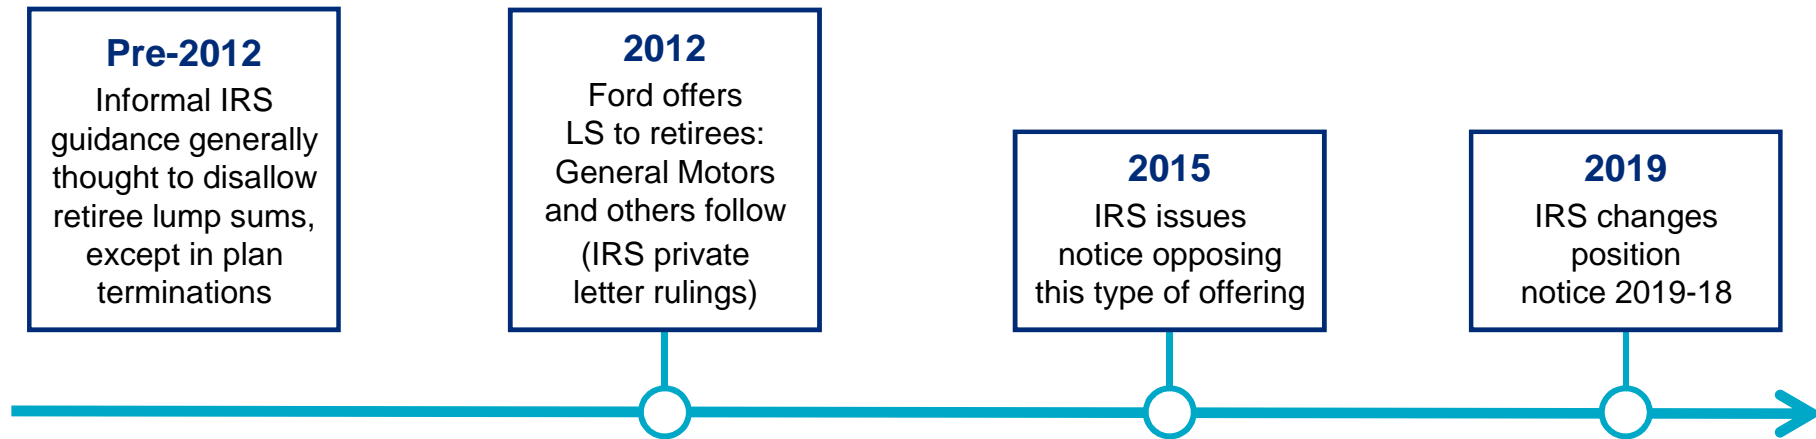 Pre-2012
Informal IRS
guidance generally
thought to disallow
retiree lump sums,
except in plan
terminations
2012
Ford offers
LS to retirees:
General Motors
and others follow
(IRS private
letter rulings)
2015
IRS issues
notice opposing
this type of offering
2019
IRS changes
position
notice 2019-18